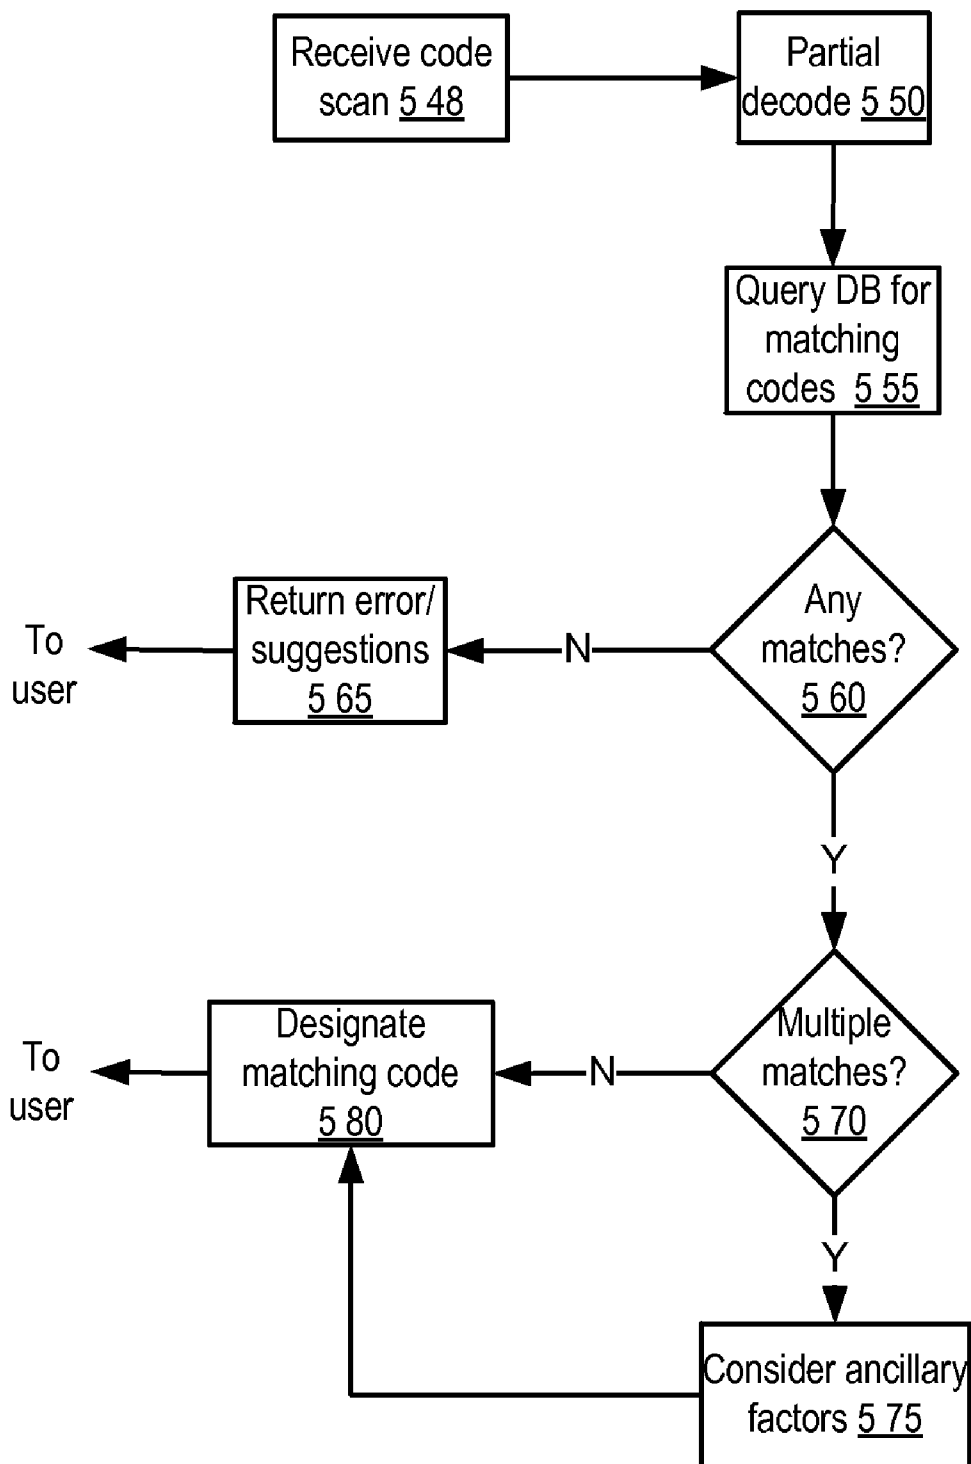 Receive code
scan 5 48
Partial
decode 5 50
Query DB for
matching
codes 5 55
Any
matches?
5 60
N
Return error/
suggestions
5 65
To
user
Y
Multiple
matches?
5 70
N
Designate
matching code
5 80
To
user
Y
Consider ancillary
factors 5 75